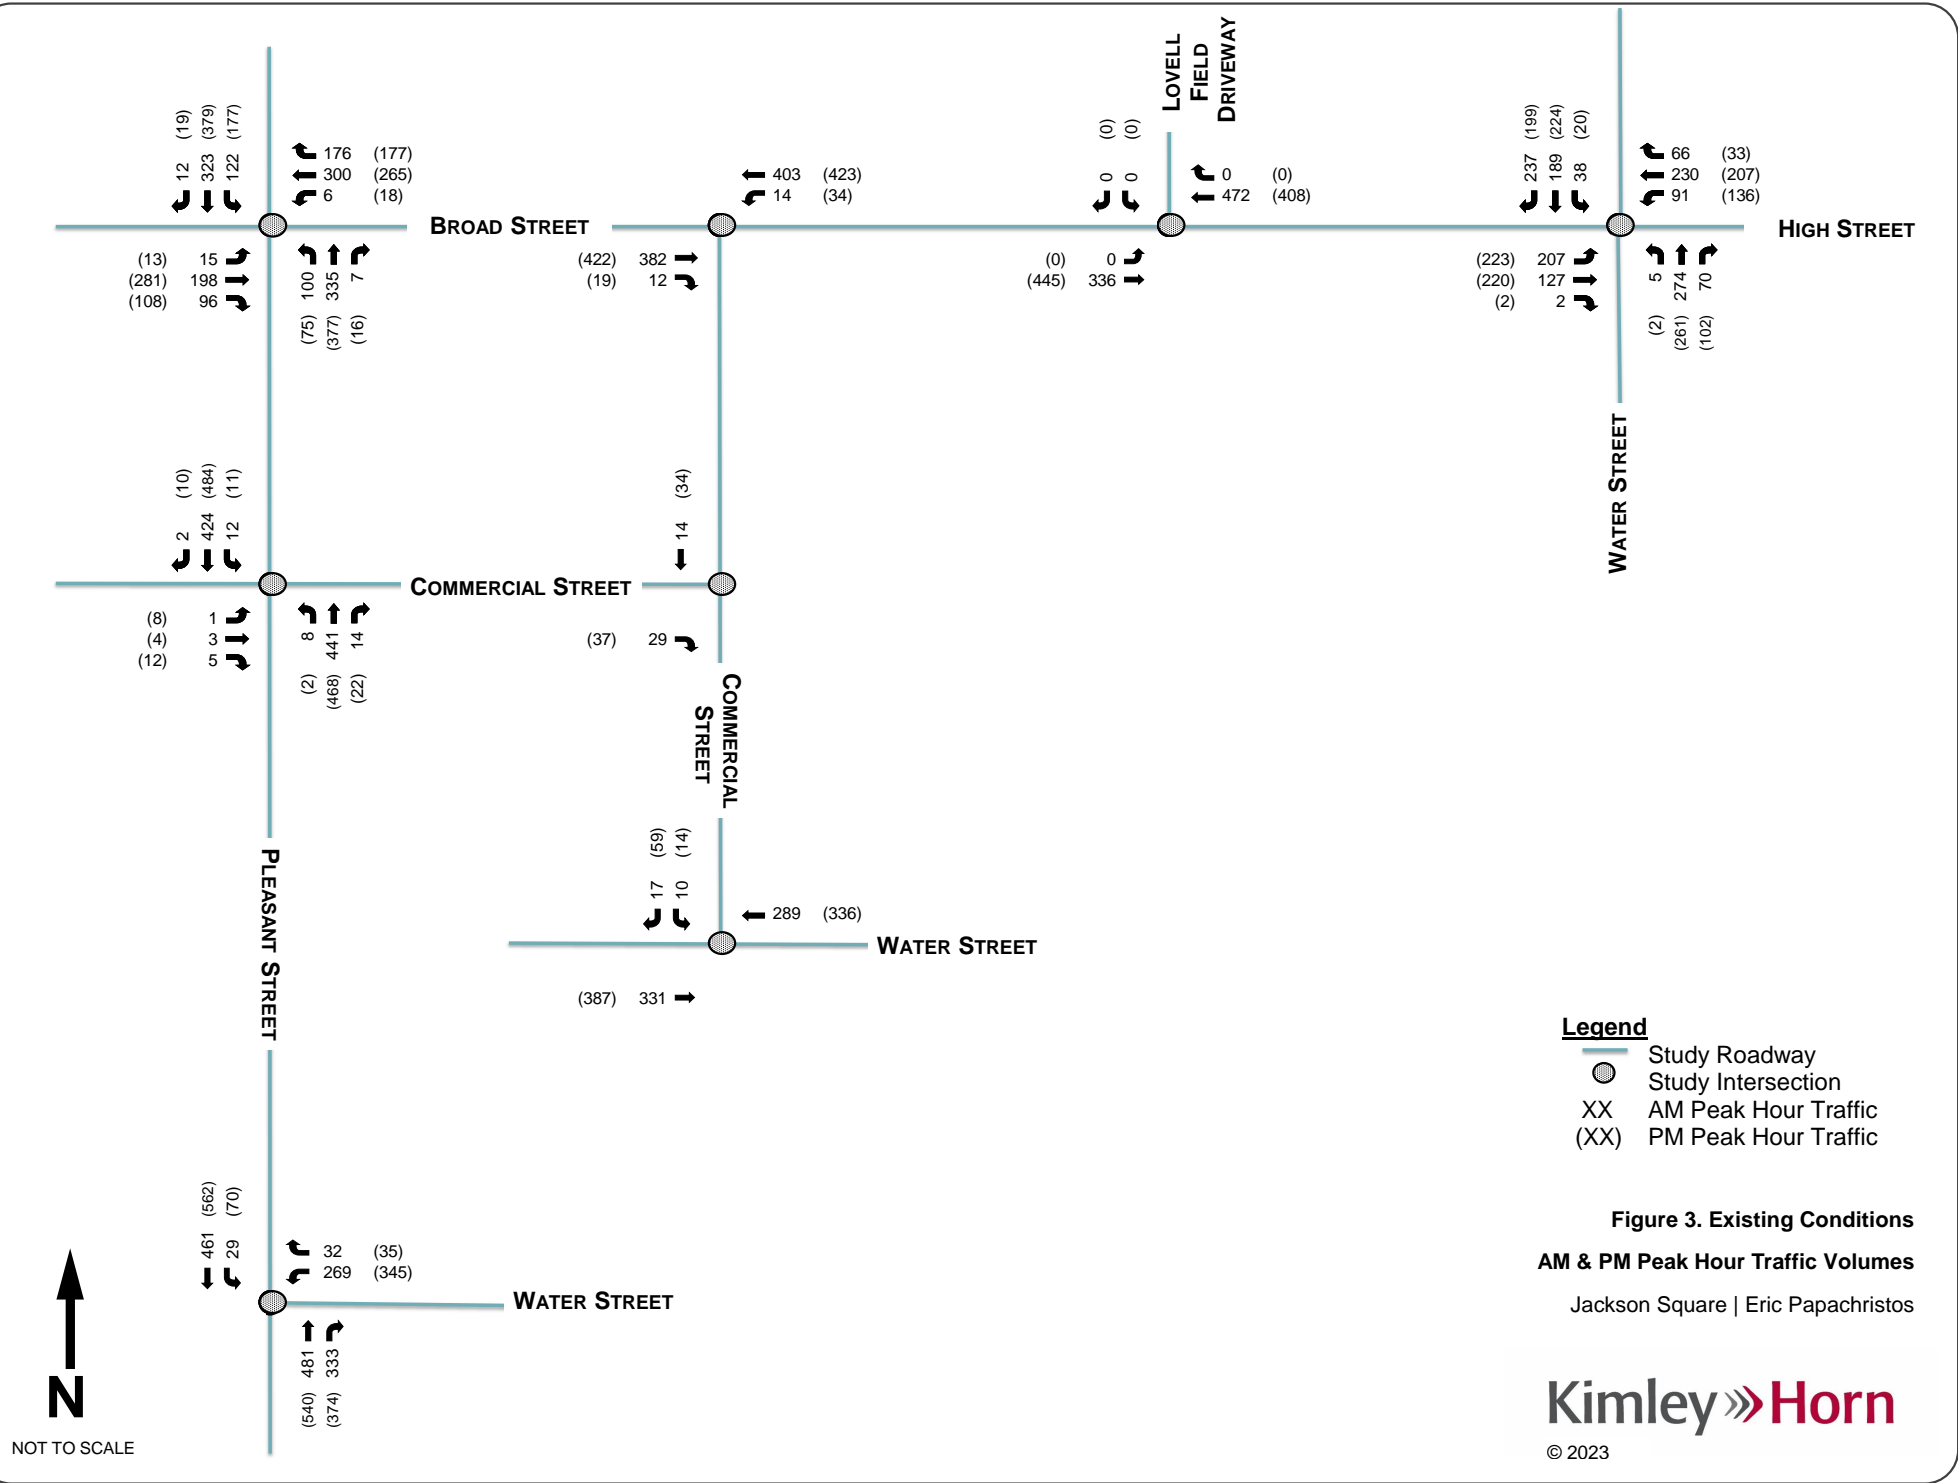 LOVELL
FIELD
DRIVEWAY
12 (19)
323 (379)
122 (177)
176 (177)
300 (265)
6 (18)
BROAD STREET
(13) 15
(281) 198
(108) 96
(75) 100
(377) 335
(16) 7
403 (423)
14 (34)
(422) 382
(19) 12
0 (0)
0 (0)
0 (0)
472 (408)
(0) 0
(445) 336
237 (199)
189 (224)
38 (20)
66 (33)
230 (207)
91 (136)
HIGH STREET
(223) 207
(220) 127
(2) 2
(2) 5
(261) 274
(102) 70
WATER STREET
2 (10)
424 (484)
12 (11)
COMMERCIAL STREET
(8) 1
(4) 3
(12) 5
(2) 8
(468) 441
(22) 14
14 (34)
(37) 29
COMMERCIAL
STREET
17 (59)
10 (14)
289 (336)
WATER STREET
(387) 331
PLEASANT STREET
461 (562)
29 (70)
32 (35)
269 (345)
WATER STREET
(540) 481
(374) 333
N
NOT TO SCALE
Legend
Study Roadway
Study Intersection
XX AM Peak Hour Traffic
(XX) PM Peak Hour Traffic
Figure 3. Existing Conditions
AM & PM Peak Hour Traffic Volumes
Jackson Square | Eric Papachristos
Kimley»Horn
© 2023